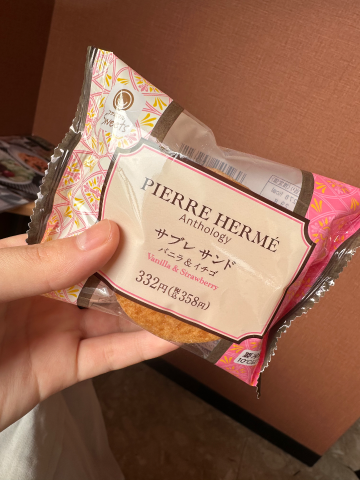 Sweets
PIERRE HERMÉ
Anthology
サブレ サンド
バニラ&イチゴ
Vanilla & Strawberry
332円(税込358円)